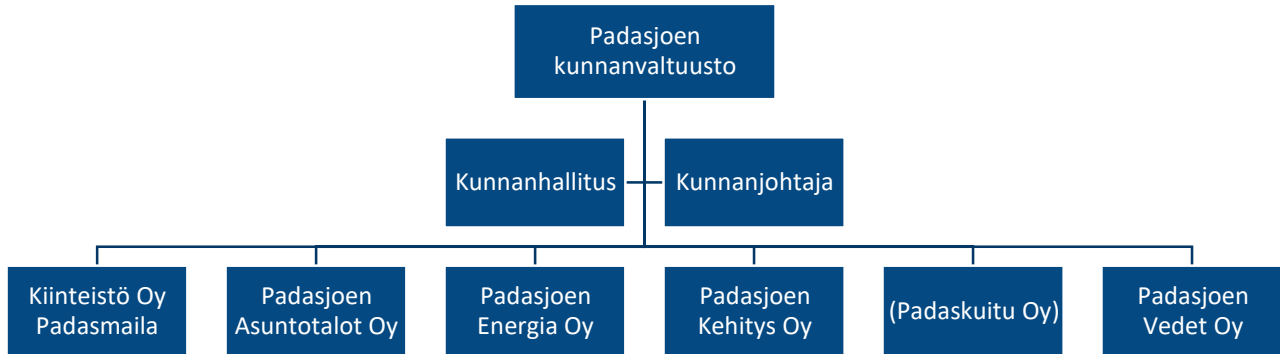 Padasjoen
kunnanvaltuusto
Kunnanhallitus
Kunnanjohtaja
Kiinteistö Oy
Padasmaila
Padasjoen
Asuntotalot Oy
Padasjoen
Energia Oy
Padasjoen
Kehitys Oy
(Padaskuitu Oy)
Padasjoen
Vedet Oy